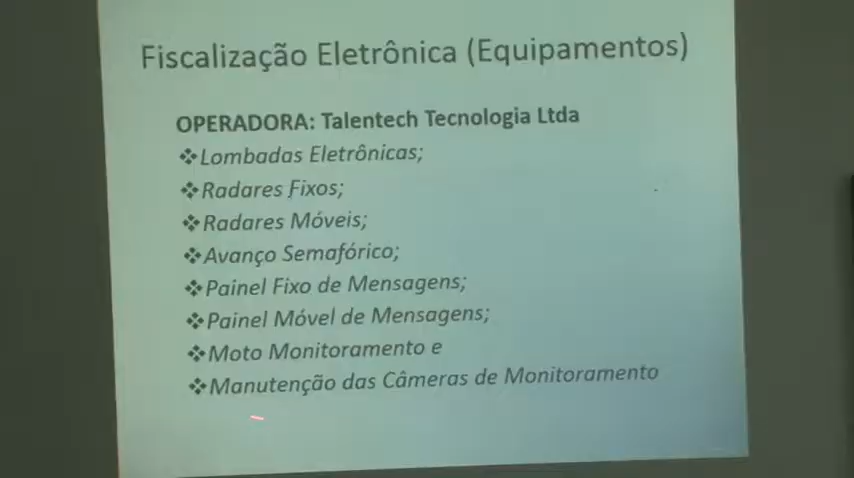 Fiscalização Eletrônica (Equipamentos)
OPERADORA: Talentech Tecnologia Ltda
❖Lombadas Eletrônicas;
❖Radares Fixos;
❖Radares Móveis;
❖Avanço Semafórico;
❖Painel Fixo de Mensagens;
❖Painel Móvel de Mensagens;
❖Moto Monitoramento e
❖Manutenção das Câmeras de Monitoramento